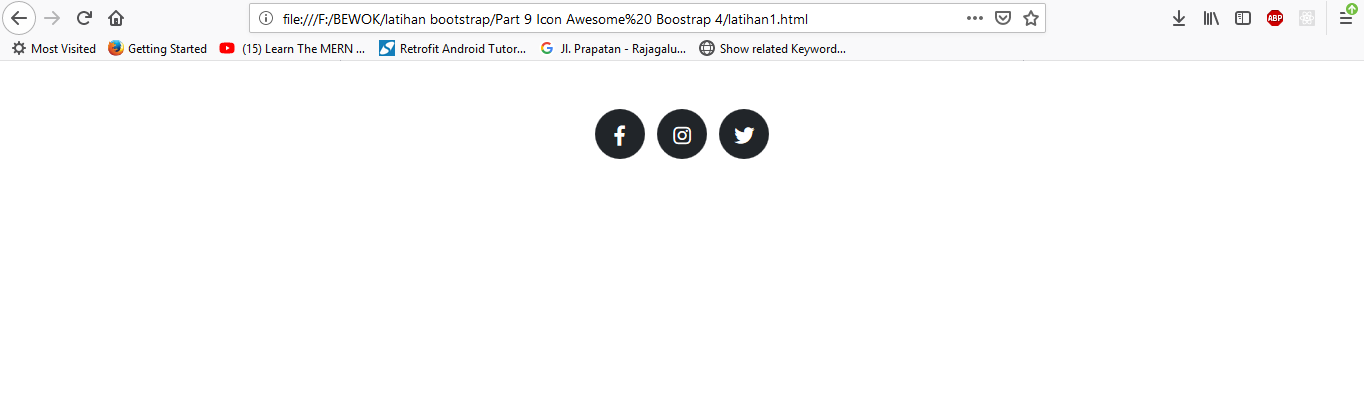 file:///F:/BEWOK/latihan bootstrap/Part 9 Icon Awesome%20 Boostrap 4/latihan1.html
ABP
Most Visited Getting Started (15) Learn The MERN ... Retrofit Android Tutor... Jl. Prapatan - Rajagalu... Show related Keyword...